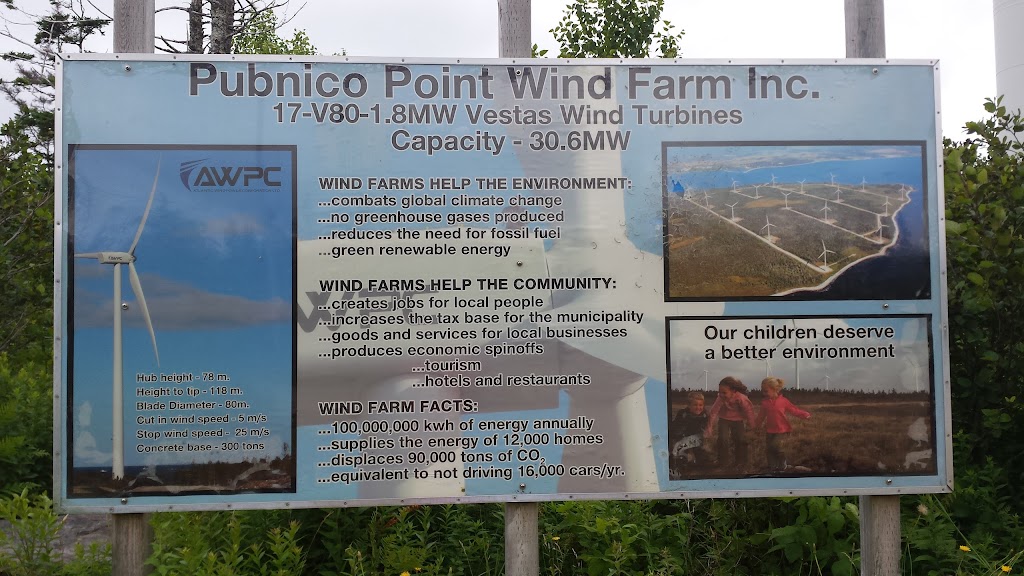 Pubnico Point Wind Farm Inc.
17-V80-1.8MW Vestas Wind Turbines
Capacity - 30.6MW
AWPC
AWPC
Hub height - 78 m.
Height to tip - 118 m.
Blade Diameter - 80m.
Cut in wind speed - 5 m/s
Stop wind speed - 25 m/s
Concrete base - 300 tons
WIND FARMS HELP THE ENVIRONMENT:
...combats global climate change
...no greenhouse gases produced
...reduces the need for fossil fuel
...green renewable energy
WIND FARMS HELP THE COMMUNITY:
...creates jobs for local people
...increases the tax base for the municipality
...goods and services for local businesses
...produces economic spinoffs
...tourism
...hotels and restaurants
WIND FARM FACTS:
...100,000,000 kwh of energy annually
...supplies the energy of 12,000 homes
...displaces 90,000 tons of CO₂
...equivalent to not driving 16,000 cars/yr.
Our children deserve
a better environment